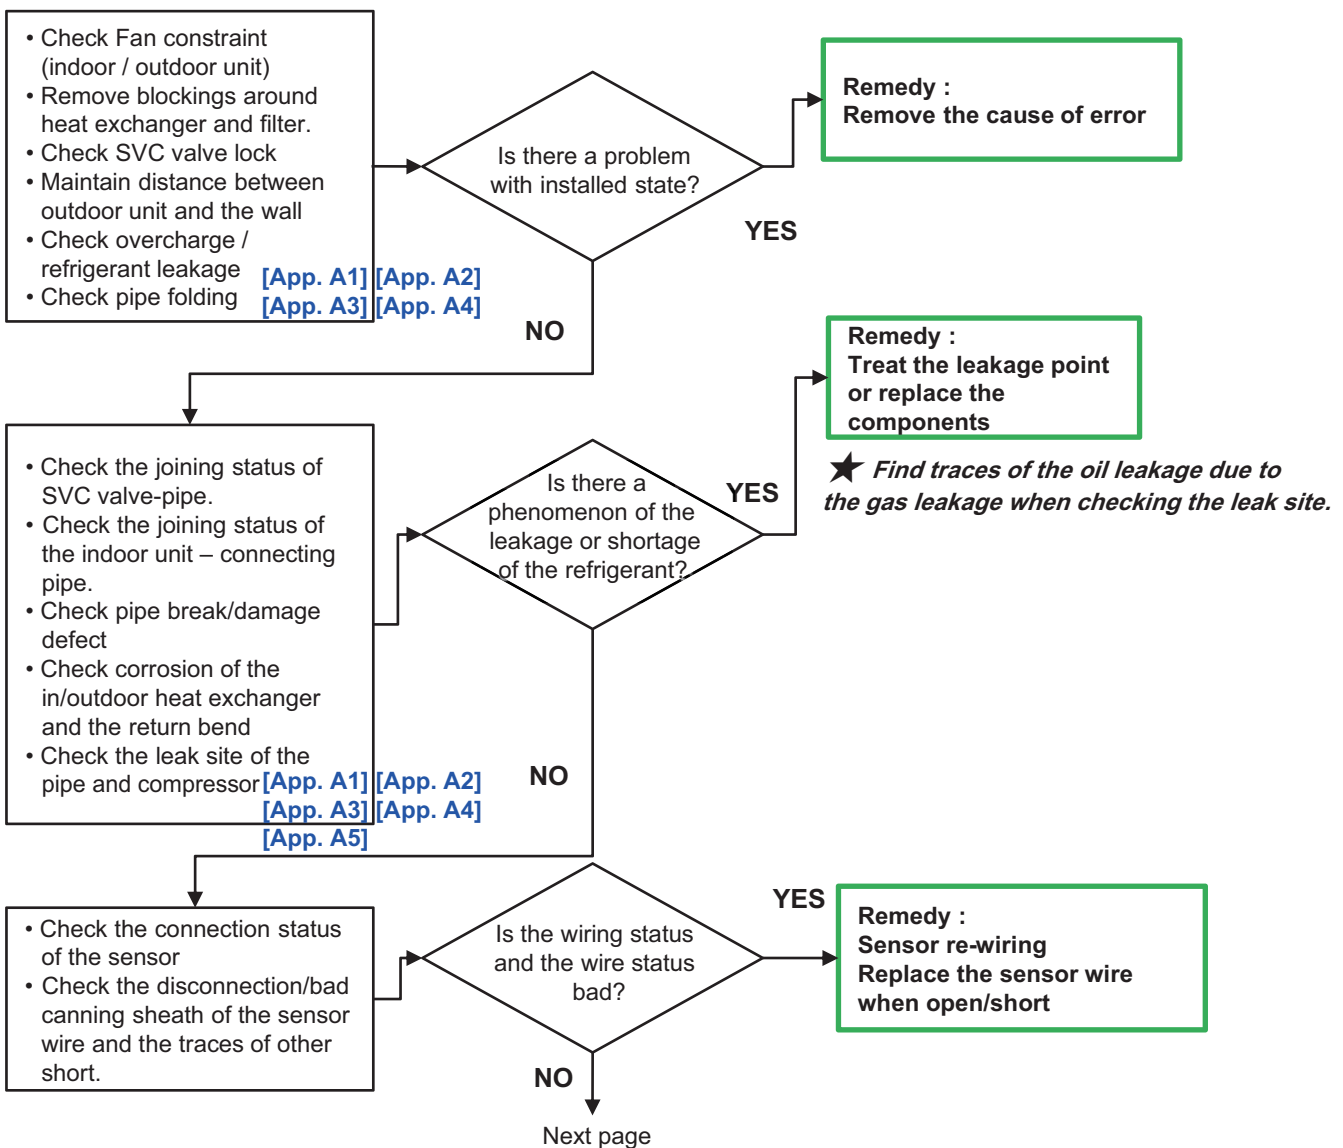 • Check Fan constraint
(indoor / outdoor unit)
• Remove blockings around
heat exchanger and filter.
• Check SVC valve lock
• Maintain distance between
outdoor unit and the wall
• Check overcharge /
refrigerant leakage
• Check pipe folding
[App. A1] [App. A2]
[App. A3] [App. A4]
Is there a problem
with installed state?
YES
Remedy :
Remove the cause of error
NO
• Check the joining status of
SVC valve-pipe.
• Check the joining status of
the indoor unit – connecting
pipe.
• Check pipe break/damage
defect
• Check corrosion of the
in/outdoor heat exchanger
and the return bend
• Check the leak site of the
pipe and compressor
[App. A1] [App. A2]
[App. A3] [App. A4]
[App. A5]
Is there a
phenomenon of the
leakage or shortage
of the refrigerant?
YES
Remedy :
Treat the leakage point
or replace the
components
★ Find traces of the oil leakage due to
the gas leakage when checking the leak site.
NO
• Check the connection status
of the sensor
• Check the disconnection/bad
canning sheath of the sensor
wire and the traces of other
short.
Is the wiring status
and the wire status
bad?
YES
Remedy :
Sensor re-wiring
Replace the sensor wire
when open/short
NO
Next page